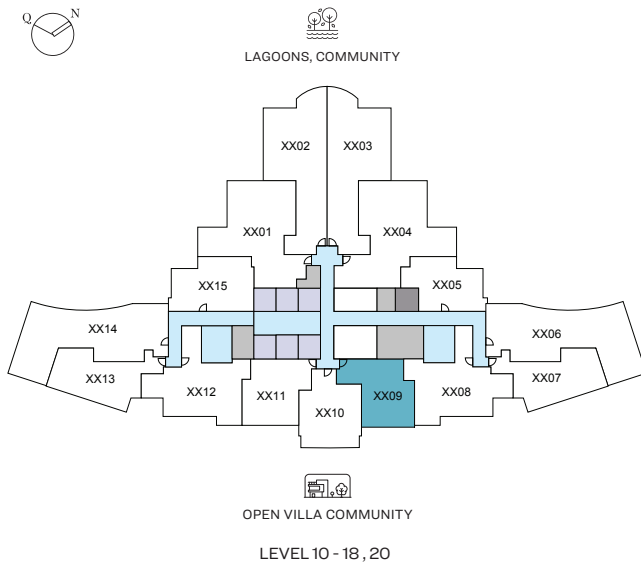 Q N
LAGOONS, COMMUNITY
XX02 XX03
XX01 XX04
XX15 XX05
XX14 XX06
XX13 XX07
XX12 XX11 XX09 XX08
XX10
OPEN VILLA COMMUNITY
LEVEL 10 - 18 , 20